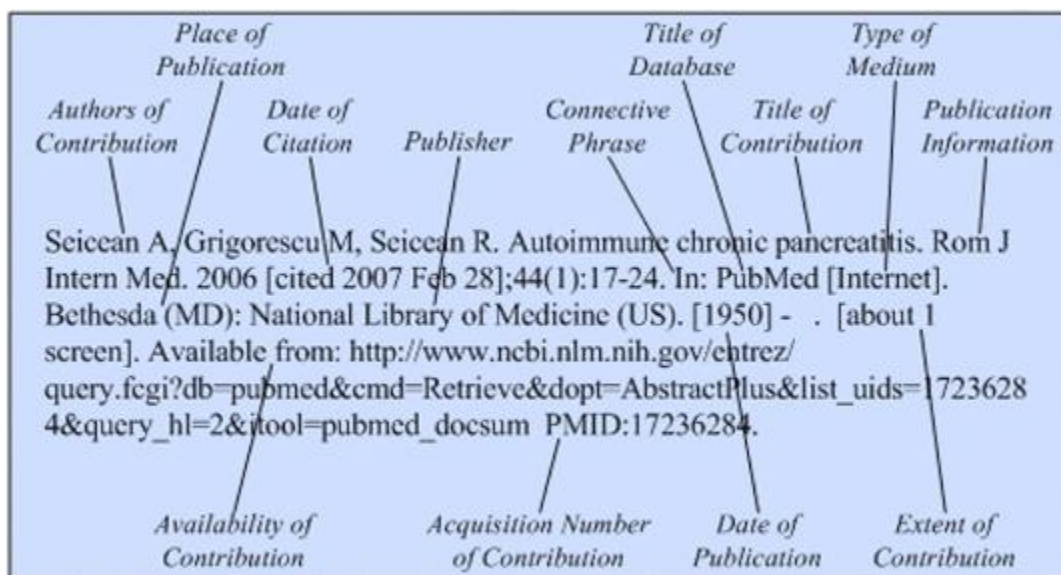 Place of
Publication
Title of
Database
Type of
Medium
Authors of
Contribution
Date of
Citation
Publisher
Connective
Phrase
Title of
Contribution
Publication
Information
Seicean A, Grigorescu M, Seicean R. Autoimmune chronic pancreatitis. Rom J
Intern Med. 2006 [cited 2007 Feb 28];44(1):17-24. In: PubMed [Internet].
Bethesda (MD): National Library of Medicine (US). [1950] - . [about 1
screen]. Available from: http://www.ncbi.nlm.nih.gov/entrez/
query.fcgi?db=pubmed&cmd=Retrieve&dopt=AbstractPlus&list_uids=1723628
4&query_hl=2&itool=pubmed_docsum PMID:17236284.
Availability of
Contribution
Acquisition Number
of Contribution
Date of
Publication
Extent of
Contribution